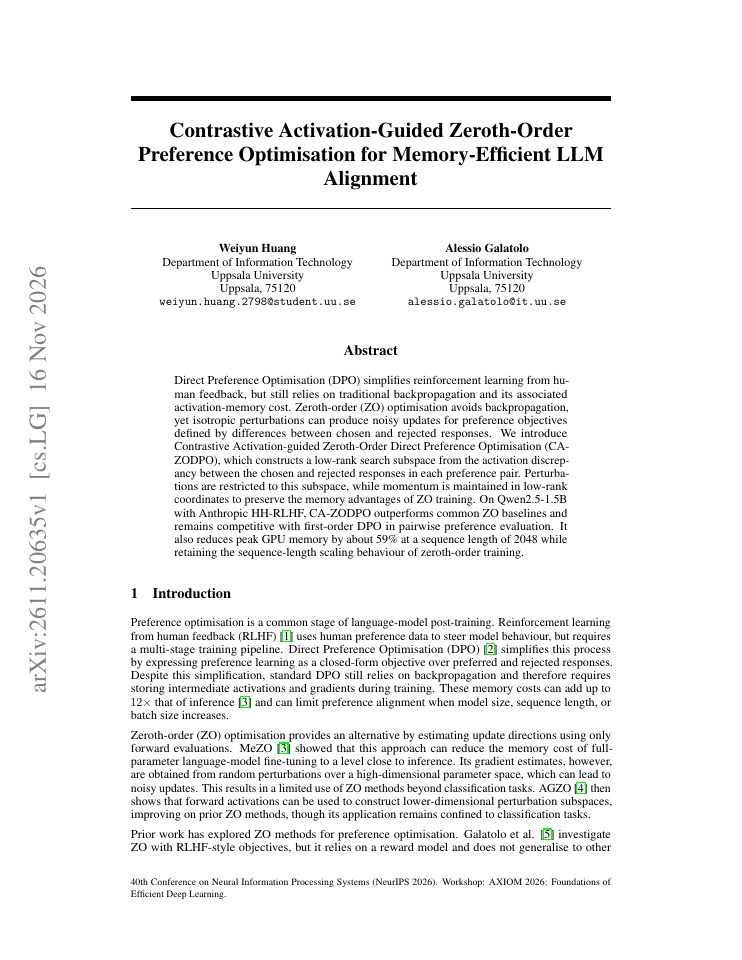 Contrastive Activation-Guided Zeroth-Order
Preference Optimisation for Memory-Efficient LLM
Alignment
Weiyun Huang
Department of Information Technology
Uppsala University
Uppsala, 75120
weiyun.huang.2798@student.uu.se
Alessio Galatolo
Department of Information Technology
Uppsala University
Uppsala, 75120
alessio.galatolo@it.uu.se
Abstract
Direct Preference Optimisation (DPO) simplifies reinforcement learning from hu-
man feedback, but still relies on traditional backpropagation and its associated
activation-memory cost. Zeroth-order (ZO) optimisation avoids backpropagation,
yet isotropic perturbations can produce noisy updates for preference objectives
defined by differences between chosen and rejected responses. We introduce
Contrastive Activation-guided Zeroth-Order Direct Preference Optimisation (CA-
ZODPO), which constructs a low-rank search subspace from the activation discrep-
ancy between the chosen and rejected responses in each preference pair. Perturba-
tions are restricted to this subspace, while momentum is maintained in low-rank
coordinates to preserve the memory advantages of ZO training. On Qwen2.5-1.5B
with Anthropic HH-RLHF, CA-ZODPO outperforms common ZO baselines and
remains competitive with first-order DPO in pairwise preference evaluation. It
also reduces peak GPU memory by about 59% at a sequence length of 2048 while
retaining the sequence-length scaling behaviour of zeroth-order training.
1 Introduction
Preference optimisation is a common stage of language-model post-training. Reinforcement learning
from human feedback (RLHF) [1] uses human preference data to steer model behaviour, but requires
a multi-stage training pipeline. Direct Preference Optimisation (DPO) [2] simplifies this process
by expressing preference learning as a closed-form objective over preferred and rejected responses.
Despite this simplification, standard DPO still relies on backpropagation and therefore requires
storing intermediate activations and gradients during training. These memory costs can add up to
12× that of inference [3] and can limit preference alignment when model size, sequence length, or
batch size increases.
Zeroth-order (ZO) optimisation provides an alternative by estimating update directions using only
forward evaluations. MeZO [3] showed that this approach can reduce the memory cost of full-
parameter language-model fine-tuning to a level close to inference. Its gradient estimates, however,
are obtained from random perturbations over a high-dimensional parameter space, which can lead to
noisy updates. This results in a limited use of ZO methods beyond classification tasks. AGZO [4] then
shows that forward activations can be used to construct lower-dimensional perturbation subspaces,
improving on prior ZO methods, though its application remains confined to classification tasks.
Prior work has explored ZO methods for preference optimisation. Galatolo et al. [5] investigate
ZO with RLHF-style objectives, but it relies on a reward model and does not generalise to other
40th Conference on Neural Information Processing Systems (NeurIPS 2026). Workshop: AXIOM 2026: Foundations of
Efficient Deep Learning.
arXiv:2611.20635v1 [cs.LG] 16 Nov 2026